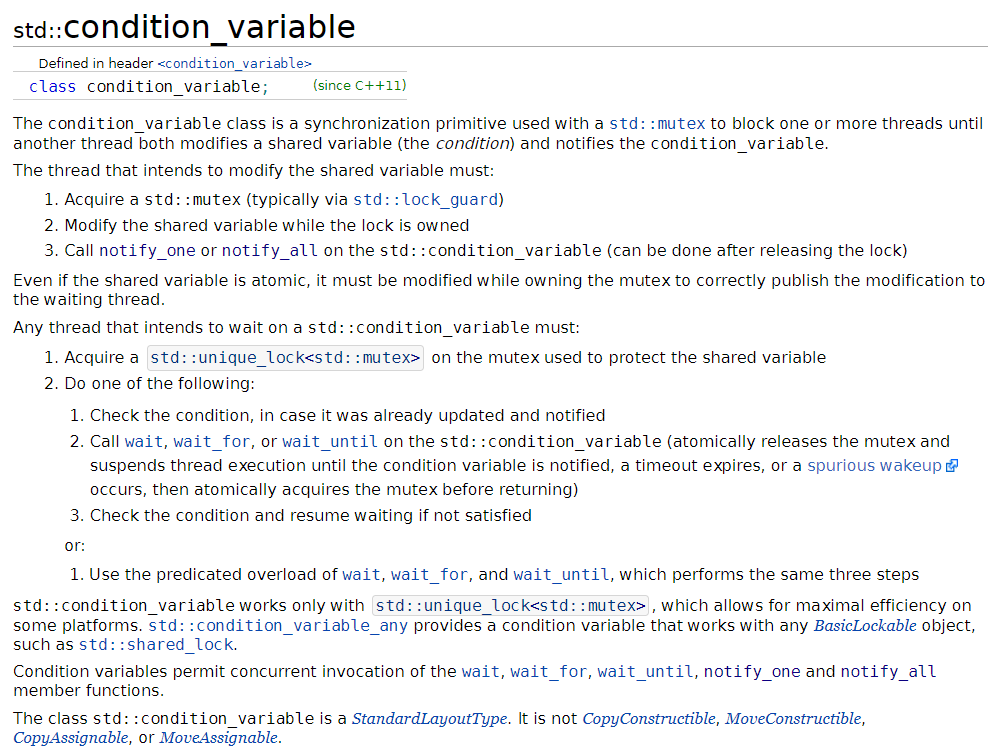 std::condition_variable
Defined in header <condition_variable>
class condition_variable; (since C++11)
The condition_variable class is a synchronization primitive used with a std::mutex to block one or more threads until
another thread both modifies a shared variable (the condition) and notifies the condition_variable.
The thread that intends to modify the shared variable must:
1. Acquire a std::mutex (typically via std::lock_guard)
2. Modify the shared variable while the lock is owned
3. Call notify_one or notify_all on the std::condition_variable (can be done after releasing the lock)
Even if the shared variable is atomic, it must be modified while owning the mutex to correctly publish the modification to
the waiting thread.
Any thread that intends to wait on a std::condition_variable must:
1. Acquire a std::unique_lock<std::mutex> on the mutex used to protect the shared variable
2. Do one of the following:
1. Check the condition, in case it was already updated and notified
2. Call wait, wait_for, or wait_until on the std::condition_variable (atomically releases the mutex and
suspends thread execution until the condition variable is notified, a timeout expires, or a spurious wakeup
occurs, then atomically acquires the mutex before returning)
3. Check the condition and resume waiting if not satisfied
or:
1. Use the predicated overload of wait, wait_for, and wait_until, which performs the same three steps
std::condition_variable works only with std::unique_lock<std::mutex>, which allows for maximal efficiency on
some platforms. std::condition_variable_any provides a condition variable that works with any BasicLockable object,
such as std::shared_lock.
Condition variables permit concurrent invocation of the wait, wait_for, wait_until, notify_one and notify_all
member functions.
The class std::condition_variable is a StandardLayoutType. It is not CopyConstructible, MoveConstructible,
CopyAssignable, or MoveAssignable.